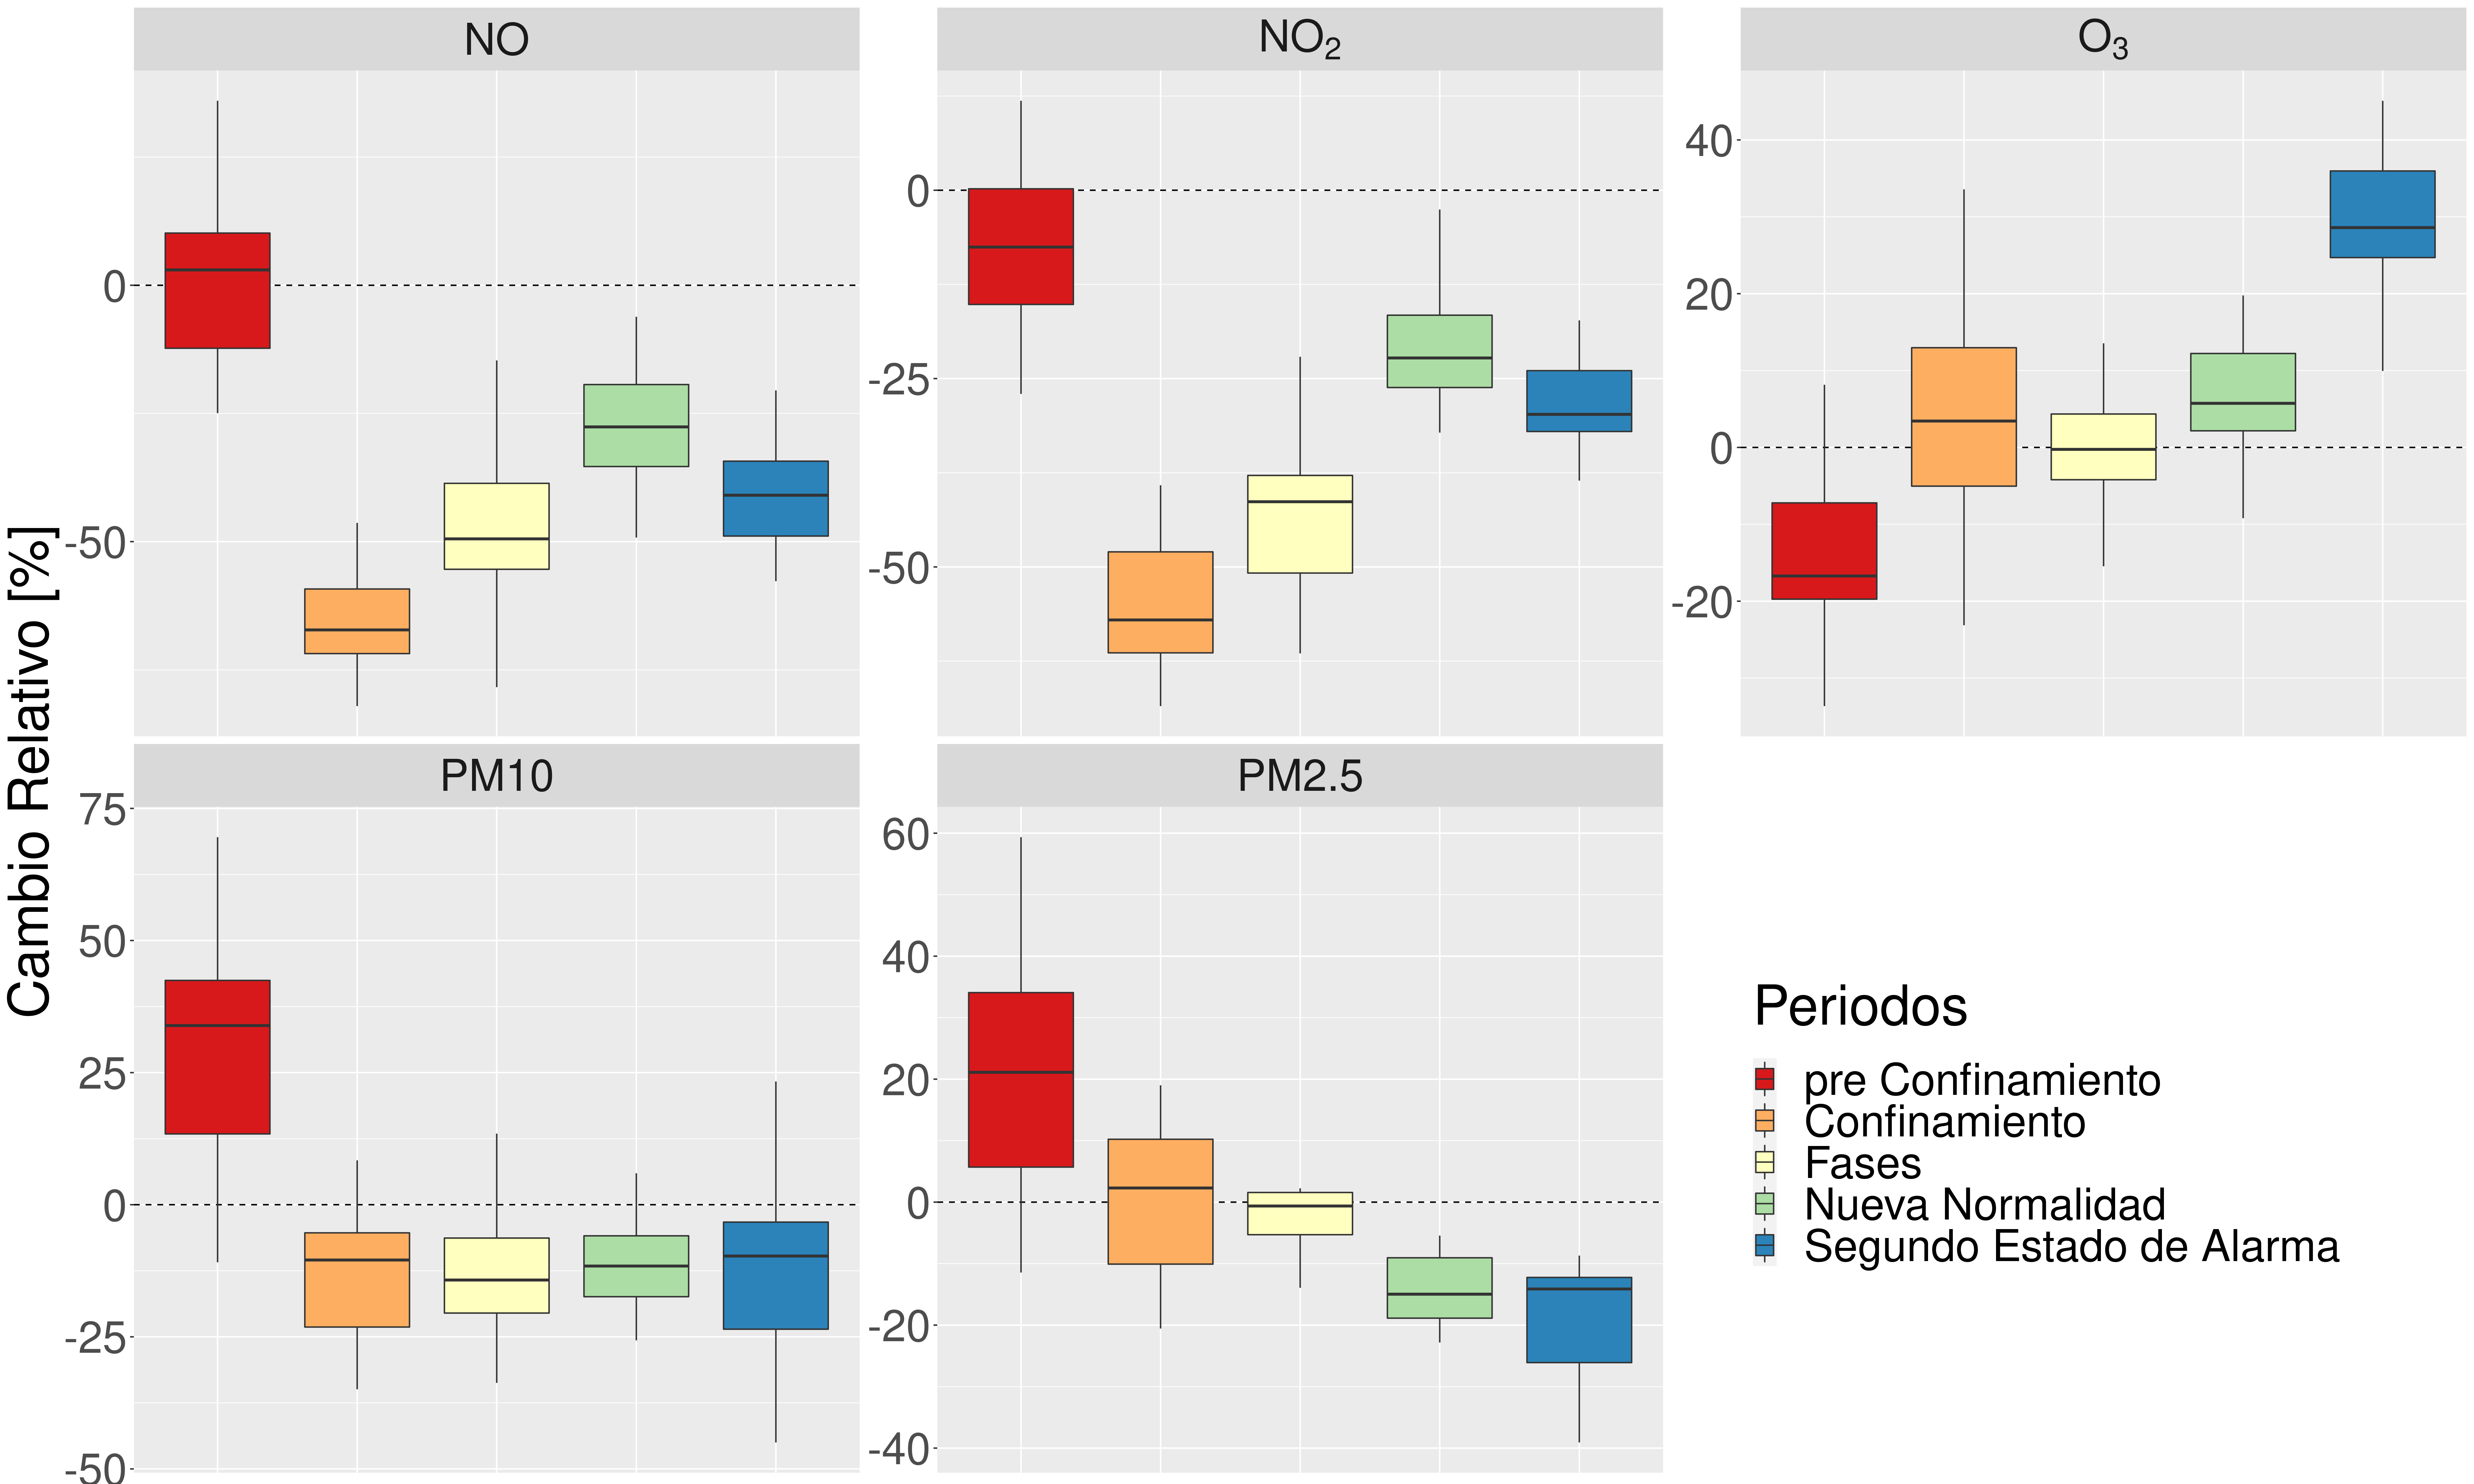 NO
NO₂
O₃
0
-50
0
-25
-50
40
20
0
-20
Cambio Relativo [%]
PM10
PM2.5
75
50
25
0
-25
-50
60
40
20
0
-20
-40
Periodos
pre Confinamiento
Confinamiento
Fases
Nueva Normalidad
Segundo Estado de Alarma